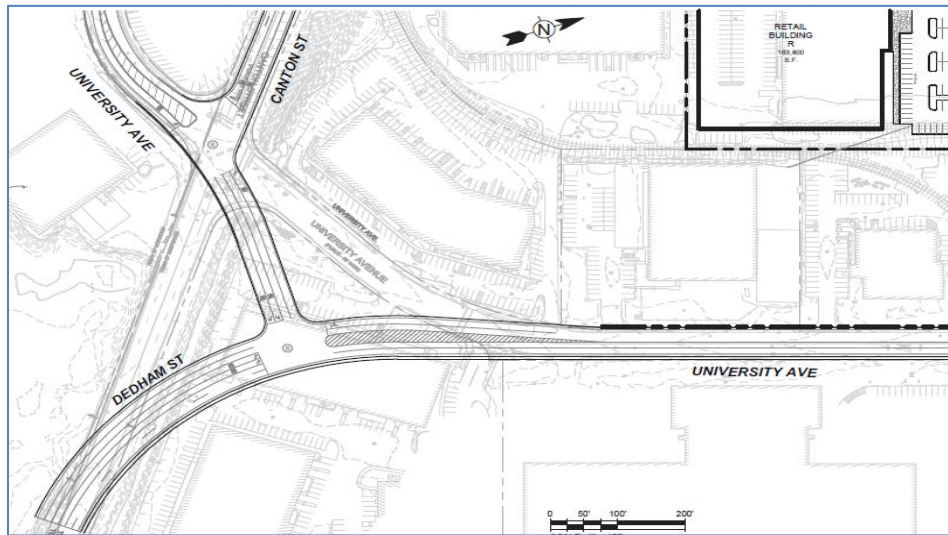 UNIVERSITY AVE
CANTON ST
N
RETAIL
BUILDING
R
UNIVERSITY AVE.
UNIVERSITY AVENUE
DEDHAM ST
UNIVERSITY AVE
0 50' 100' 200'